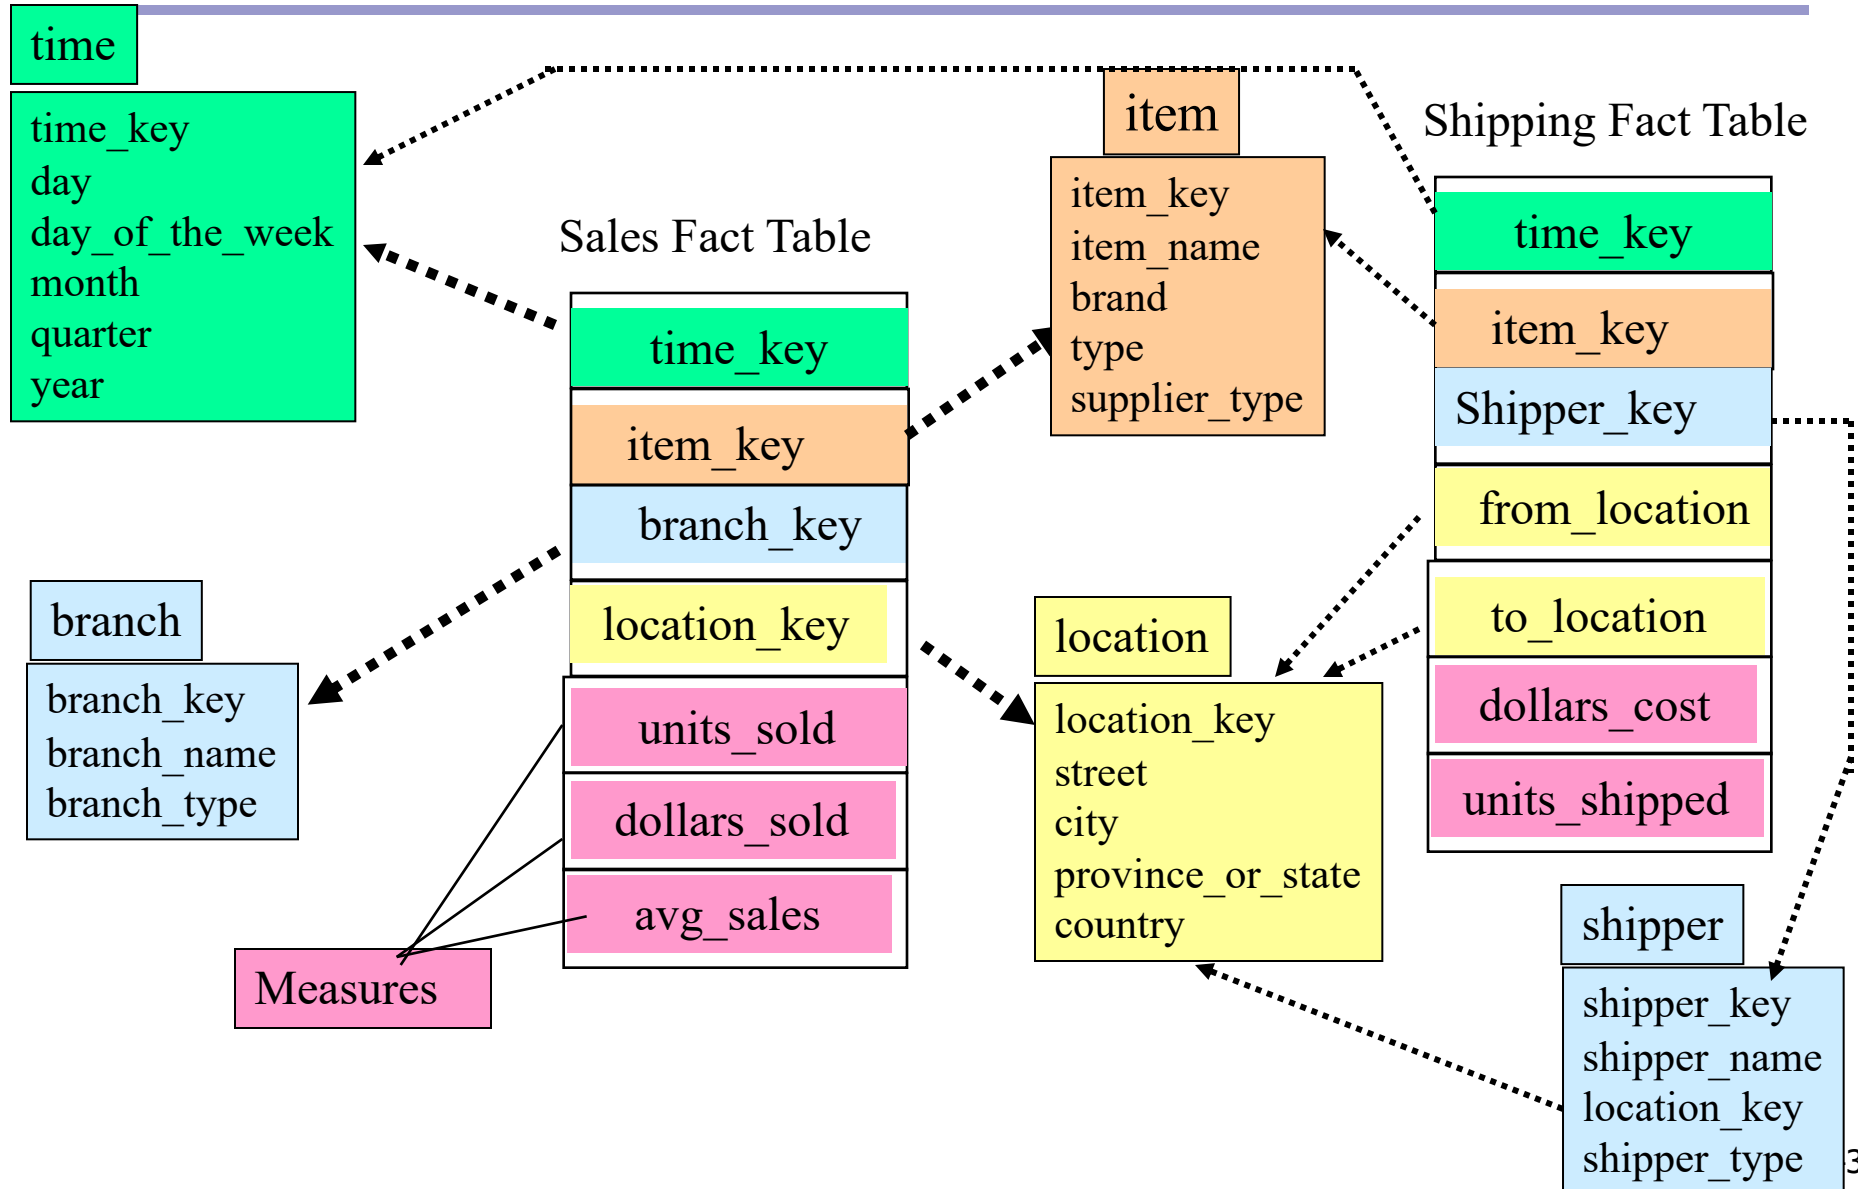 time
time_key
day
day_of_the_week
month
quarter
year
Sales Fact Table
time_key
item_key
branch_key
location_key
units_sold
dollars_sold
avg_sales
Measures
branch
branch_key
branch_name
branch_type
item
item_key
item_name
brand
type
supplier_type
location
location_key
street
city
province_or_state
country
Shipping Fact Table
time_key
item_key
Shipper_key
from_location
to_location
dollars_cost
units_shipped
shipper
shipper_key
shipper_name
location_key
shipper_type